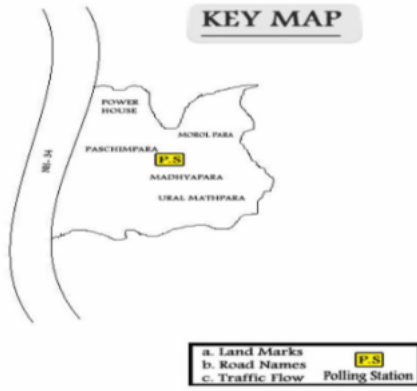 KEY MAP
POWER
HOUSE
MOROL PARA
PASCHIMPARA
P.S
MADHYAPARA
URAL MATHPARA
NH-34
a. Land Marks
b. Road Names
c. Traffic Flow
P.S
Polling Station